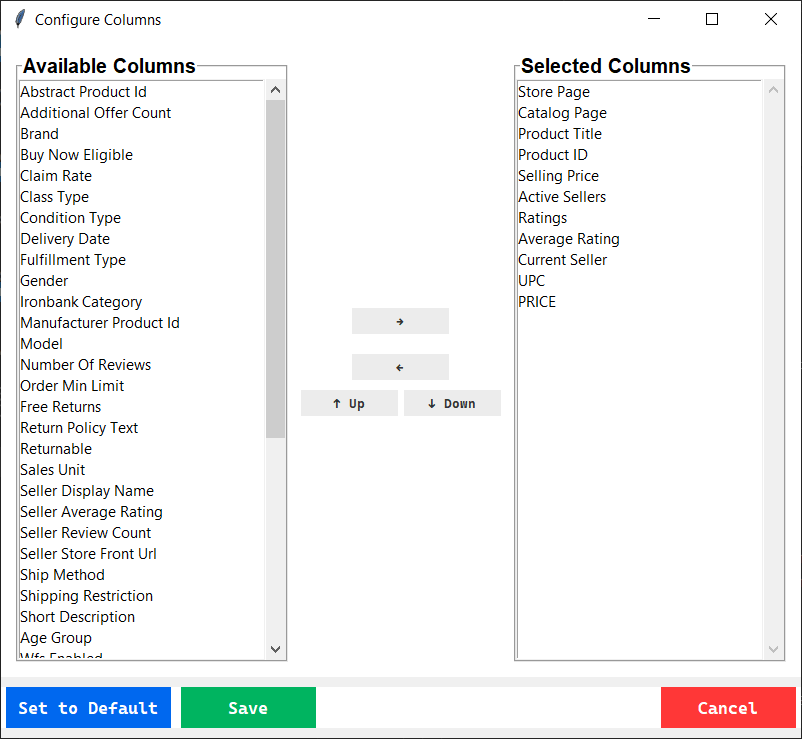 Configure Columns
Available Columns
Abstract Product Id
Additional Offer Count
Brand
Buy Now Eligible
Claim Rate
Class Type
Condition Type
Delivery Date
Fulfillment Type
Gender
Ironbank Category
Manufacturer Product Id
Model
Number Of Reviews
Order Min Limit
Free Returns
Return Policy Text
Returnable
Sales Unit
Seller Display Name
Seller Average Rating
Seller Review Count
Seller Store Front Url
Ship Method
Shipping Restriction
Short Description
Age Group
Wfs Enabled
→
←
↑ Up
↓ Down
Selected Columns
Store Page
Catalog Page
Product Title
Product ID
Selling Price
Active Sellers
Ratings
Average Rating
Current Seller
UPC
PRICE
Set to Default
Save
Cancel